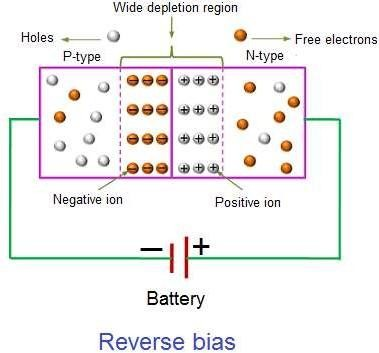 Wide depletion region
Holes
Free electrons
P-type
N-type
Negative ion
Positive ion
− +
Battery
Reverse bias